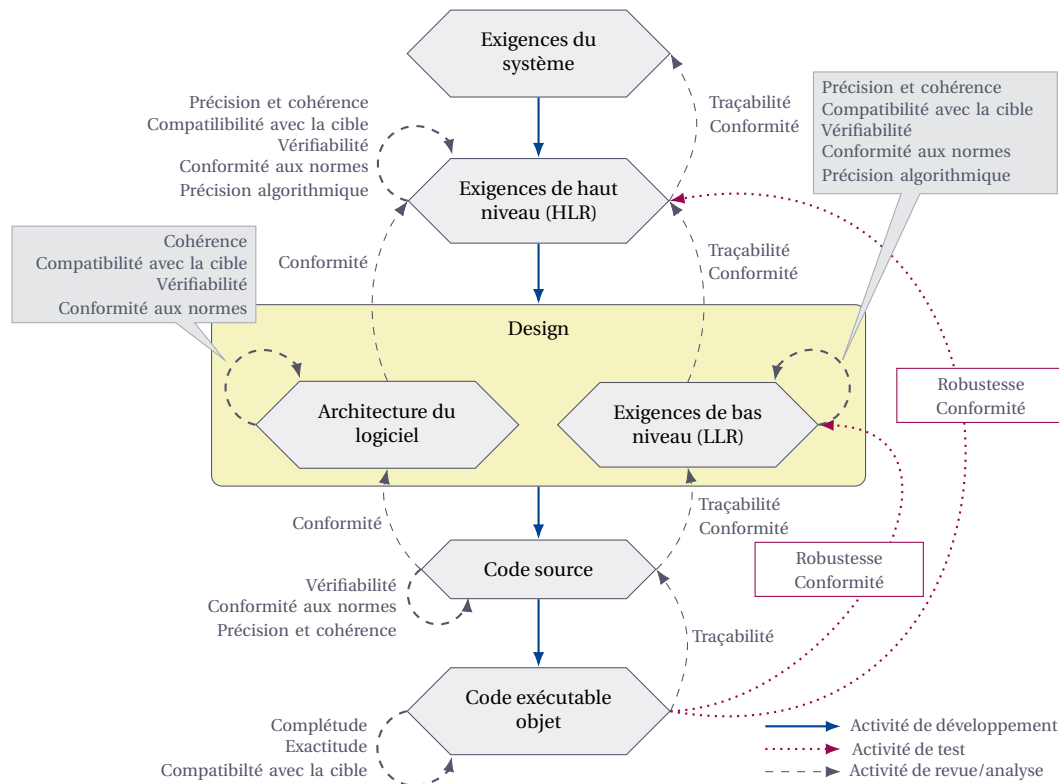 Exigences du
système
Précision et cohérence
Compatilibilité avec la cible
Vérifiabilité
Conformité aux normes
Précision algorithmique
Traçabilité
Conformité
Précision et cohérence
Compatibilité avec la cible
Vérifiabilité
Conformité aux normes
Précision algorithmique
Exigences de haut
niveau (HLR)
Cohérence
Compatibilité avec la cible
Vérifiabilité
Conformité aux normes
Conformité
Traçabilité
Conformité
Design
Architecture du
logiciel
Exigences de bas
niveau (LLR)
Robustesse
Conformité
Conformité
Traçabilité
Conformité
Robustesse
Conformité
Code source
Vérifiabilité
Conformité aux normes
Précision et cohérence
Traçabilité
Code exécutable
objet
Complétude
Exactitude
Compatibilté avec la cible
Activité de développement
Activité de test
Activité de revue/analyse